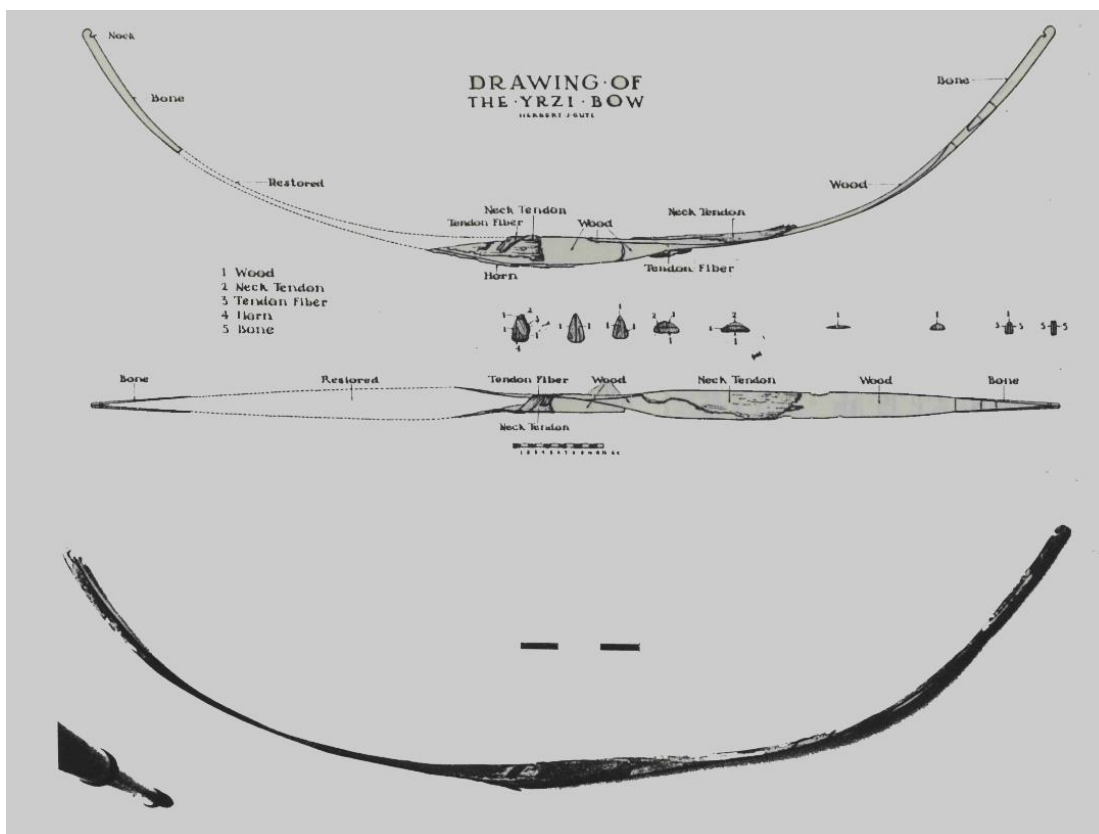 Nock
Bone
DRAWING·OF
THE·YRZI·BOW
Bone
Restored
Neck Tendon
Tendon Fiber
Wood
Neck Tendon
Wood
Horn
Tendon Fiber
1 Wood
2 Neck Tendon
3 Tendon Fiber
4 Horn
5 Bone
Bone
Restored
Tendon Fiber
Wood
Neck Tendon
Wood
Bone
Neck Tendon